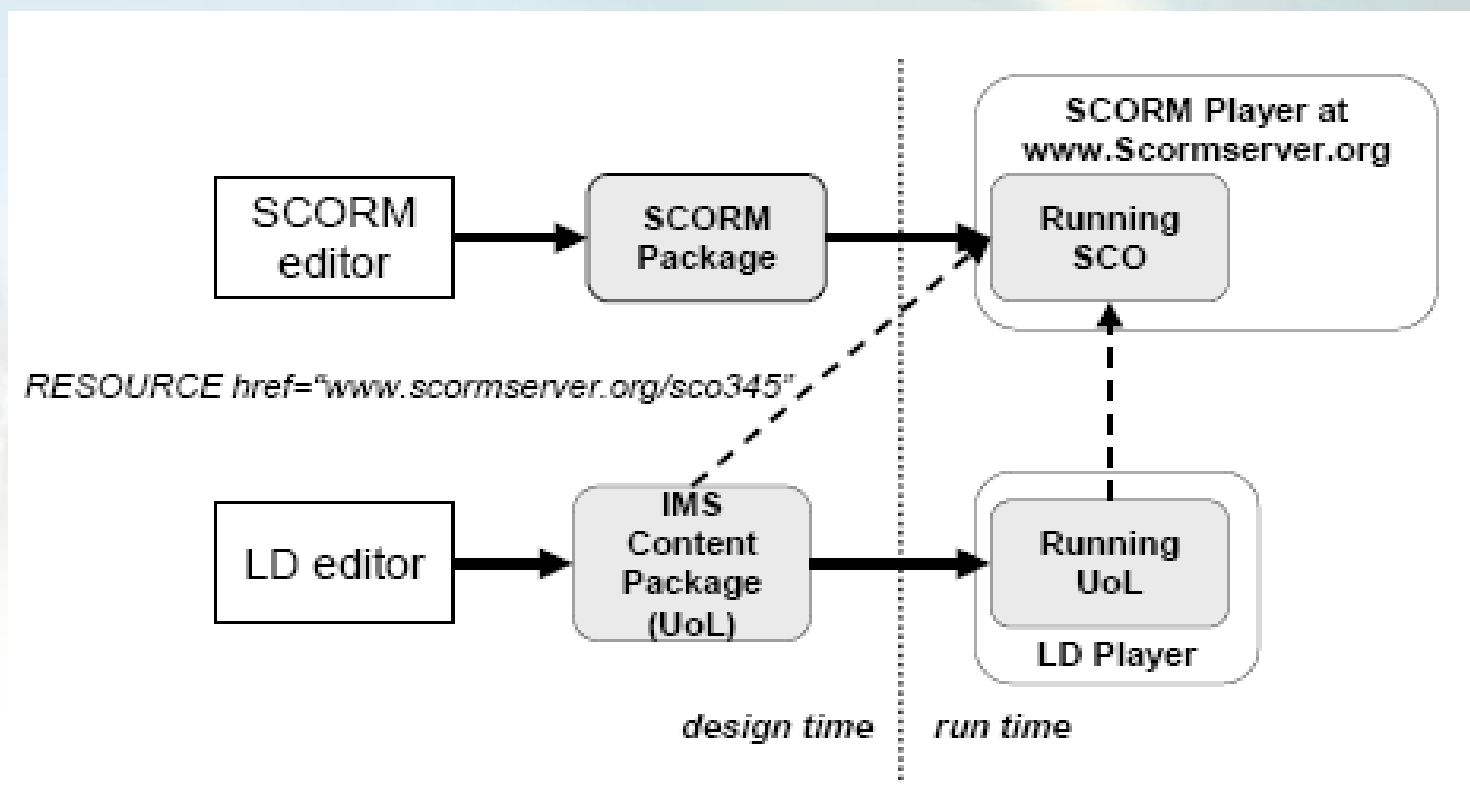 SCORM Player at
www.Scormserver.org
SCORM
editor
SCORM
Package
Running
SCO
RESOURCE href="www.scormserver.org/sco345"
LD editor
IMS
Content
Package
(UoL)
Running
UoL
LD Player
design time
run time